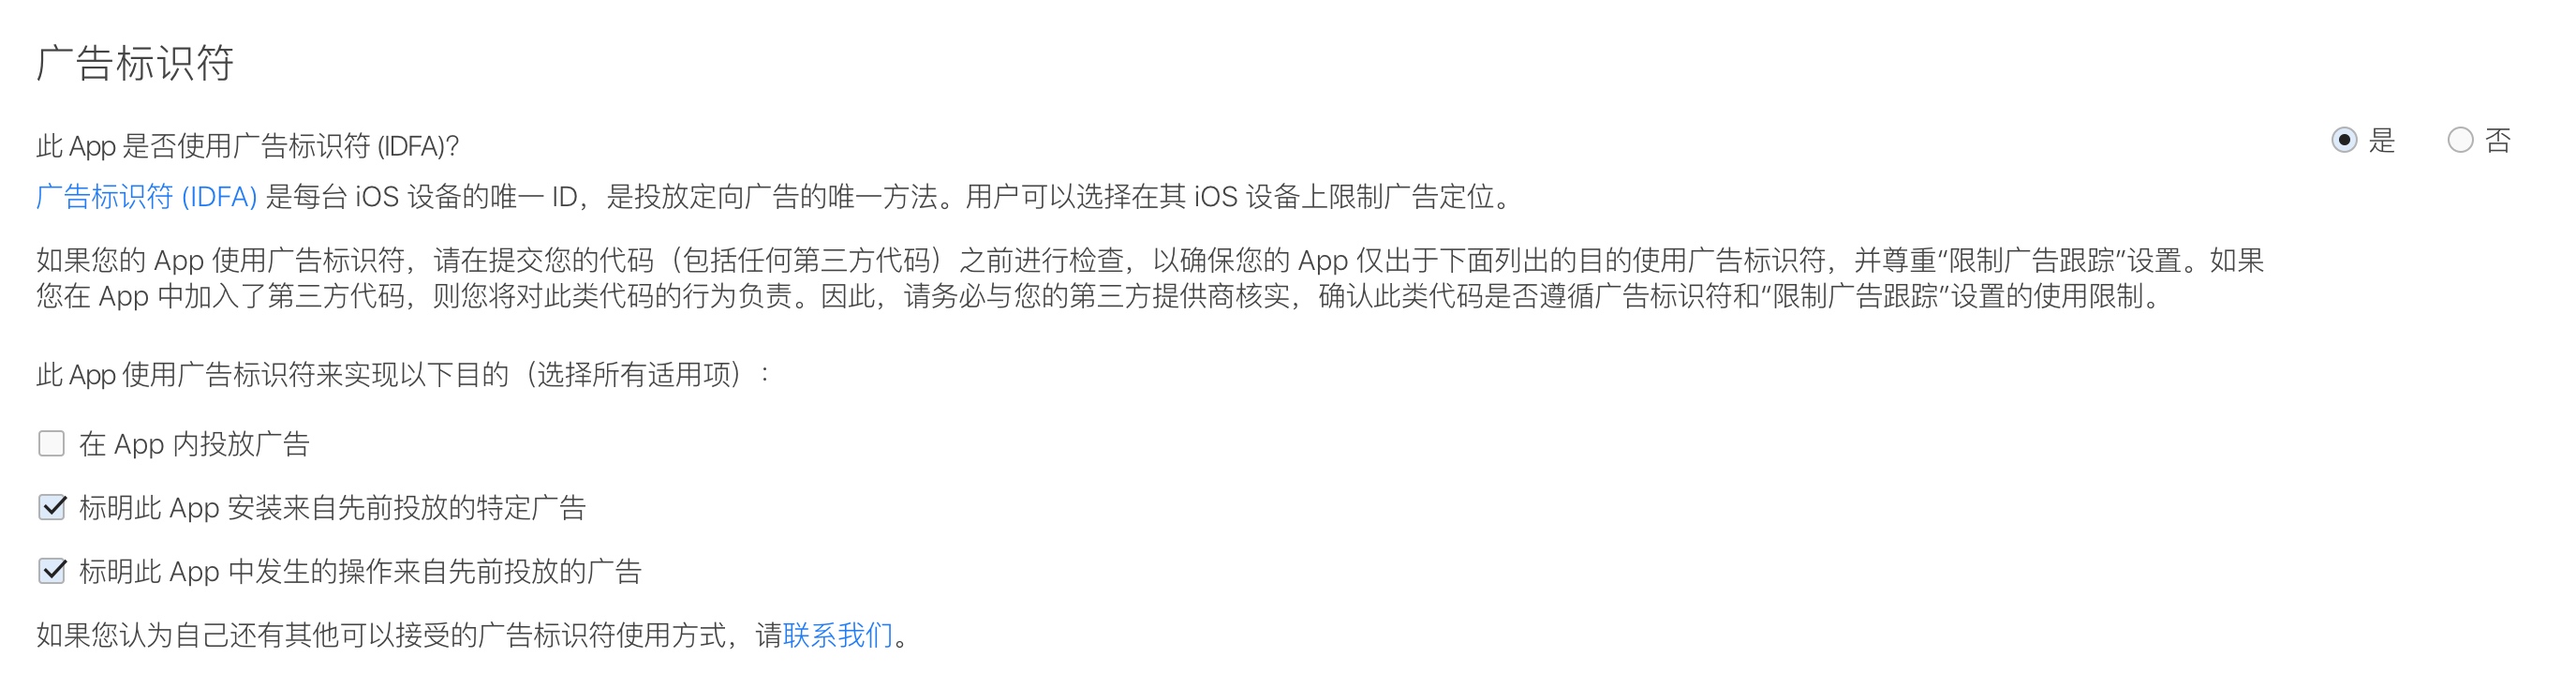 广告标识符
此 App 是否使用广告标识符 (IDFA)?
是
否
广告标识符 (IDFA) 是每台 iOS 设备的唯一 ID，是投放定向广告的唯一方法。用户可以选择在其 iOS 设备上限制广告定位。
如果您的 App 使用广告标识符，请在提交您的代码（包括任何第三方代码）之前进行检查，以确保您的 App 仅出于下面列出的目的使用广告标识符，并尊重“限制广告跟踪”设置。如果
您在 App 中加入了第三方代码，则您将对此类代码的行为负责。因此，请务必与您的第三方提供商核实，确认此类代码是否遵循广告标识符和“限制广告跟踪”设置的使用限制。
此 App 使用广告标识符来实现以下目的（选择所有适用项）：
在 App 内投放广告
标明此 App 安装来自先前投放的特定广告
标明此 App 中发生的操作来自先前投放的广告
如果您认为自己还有其他可以接受的广告标识符使用方式，请联系我们。